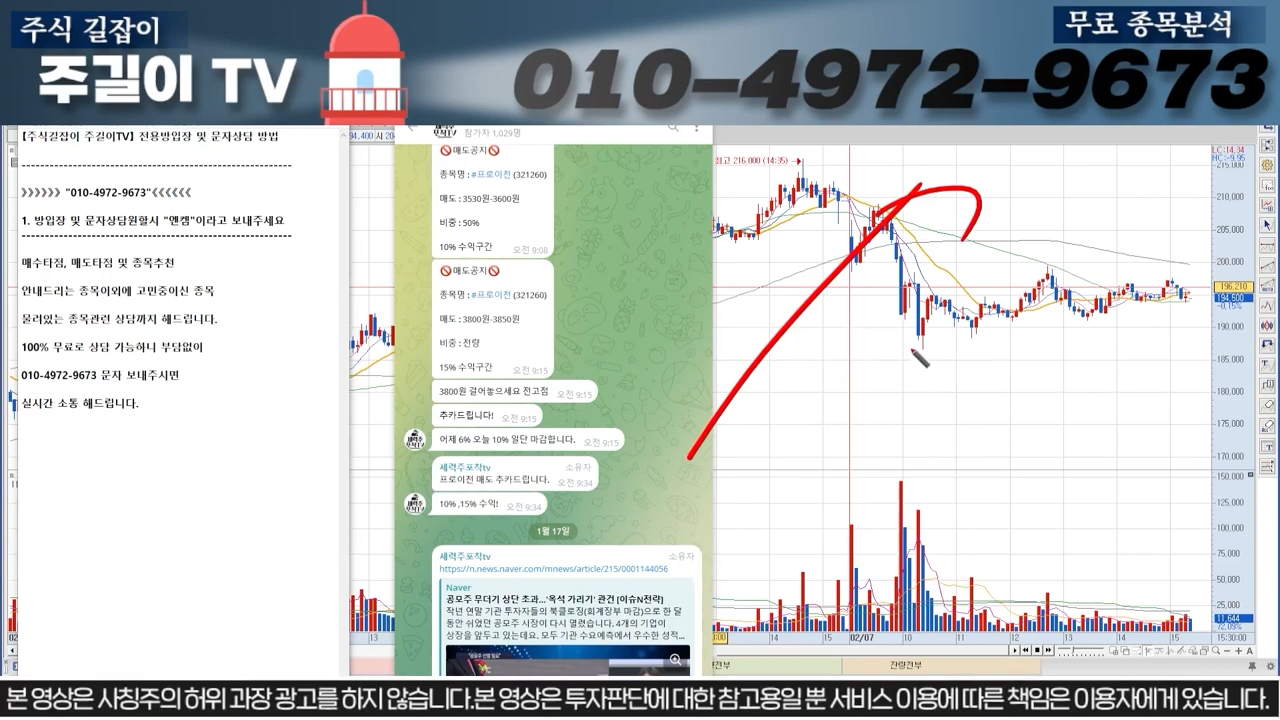 주식 길잡이
주길이 TV
무료 종목분석
010-4972-9673
[주식길잡이 주길이TV] 전용방입장 및 문자상담 방법
》》》》》》 "010-4972-9673"《《《《《《
1. 방입장 및 문자상담원할시 "엔켐"이라고 보내주세요
매수타점, 매도타점 및 종목추천
안내드리는 종목이외에 고민중이신 종목
물려있는 종목관련 상담까지 해드립니다.
100% 무료로 상담 가능하니 부담없이
010-4972-9673 문자 보내주시면
실시간 소통 해드립니다.
참가자 1,029명
🚫매도공지🚫
종목명 : #프로이천 (321260)
매도 : 3530원-3600원
비중 : 50%
10% 수익구간 오전 9:08
🚫매도공지🚫
종목명 : #프로이천 (321260)
매도 : 3800원-3850원
비중 : 전량
15% 수익구간 오전 9:15
3800원 걸어놓으세요 전고점 오전 9:15
추카드립니다! 오전 9:15
어제 6% 오늘 10% 일단 마감합니다. 오전 9:15
세력주포착tv 소유자
프로이천 매도 추카드립니다. 오전 9:34
10% ,15% 수익! 오전 9:34
1월 17일
세력주포착tv 소유자
https://n.news.naver.com/mnews/article/215/0001144056
Naver
공모주 무더기 상단 초과...'옥석 가리기' 관건 [이슈N전략]
작년 연말 기관 투자자들의 북클로징(회계장부 마감)으로 한 달
동안 쉬었던 공모주 시장이 다시 열렸습니다. 4개의 기업이
상장을 앞두고 있는데요. 모두 기관 수요예측에서 우수한 성적...
최고 216,000 (14:35)
LC:14.34
HC:-9.95
215,000
210,000
205,000
200,000
196,210
194,600
-0.15%
190,000
185,000
180,000
175,000
170,000
150,000
125,000
100,000
75,000
50,000
25,000
11,644
72.09%
13
14
15
02/07
10
11
12
13
14
15
15:30:00
잔량전부
본 영상은 사칭주의 허위 과장 광고를 하지 않습니다.본 영상은 투자판단에 대한 참고용일 뿐 서비스 이용에 따른 책임은 이용자에게 있습니다.